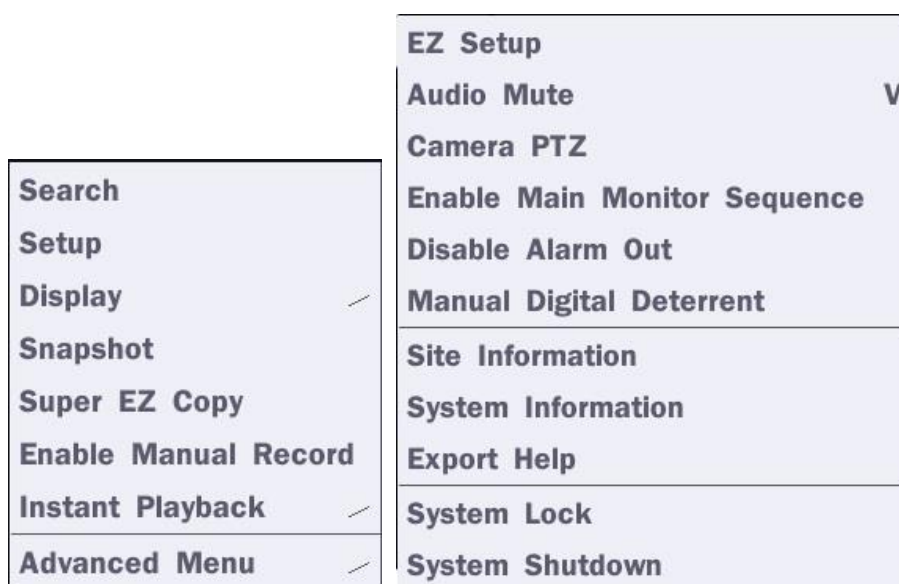 Search
Setup
Display
Snapshot
Super EZ Copy
Enable Manual Record
Instant Playback
Advanced Menu
EZ Setup
Audio Mute V
Camera PTZ
Enable Main Monitor Sequence
Disable Alarm Out
Manual Digital Deterrent
Site Information
System Information
Export Help
System Lock
System Shutdown